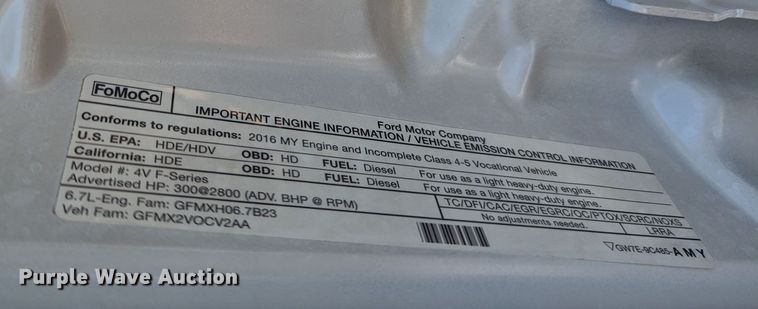 FoMoCo
Ford Motor Company
IMPORTANT ENGINE INFORMATION / VEHICLE EMISSION CONTROL INFORMATION
Conforms to regulations: 2016 MY Engine and Incomplete Class 4-5 Vocational Vehicle
U.S. EPA: HDE/HDV OBD: HD FUEL: Diesel For use as a light heavy-duty engine.
California: HDE OBD: HD FUEL: Diesel For use as a light heavy-duty engine.
Model #: 4V F-Series
Advertised HP: 300@2800 (ADV. BHP @ RPM) TC/DFI/CAC/EGR/EGRC/OC/PTOX/SCRC/NOXS
6.7L-Eng. Fam: GFMXH06.7B23 No adjustments needed. LRRA
Veh Fam: GFMX2VOCV2AA
GW7E-9C485-AMY
Purple Wave Auction